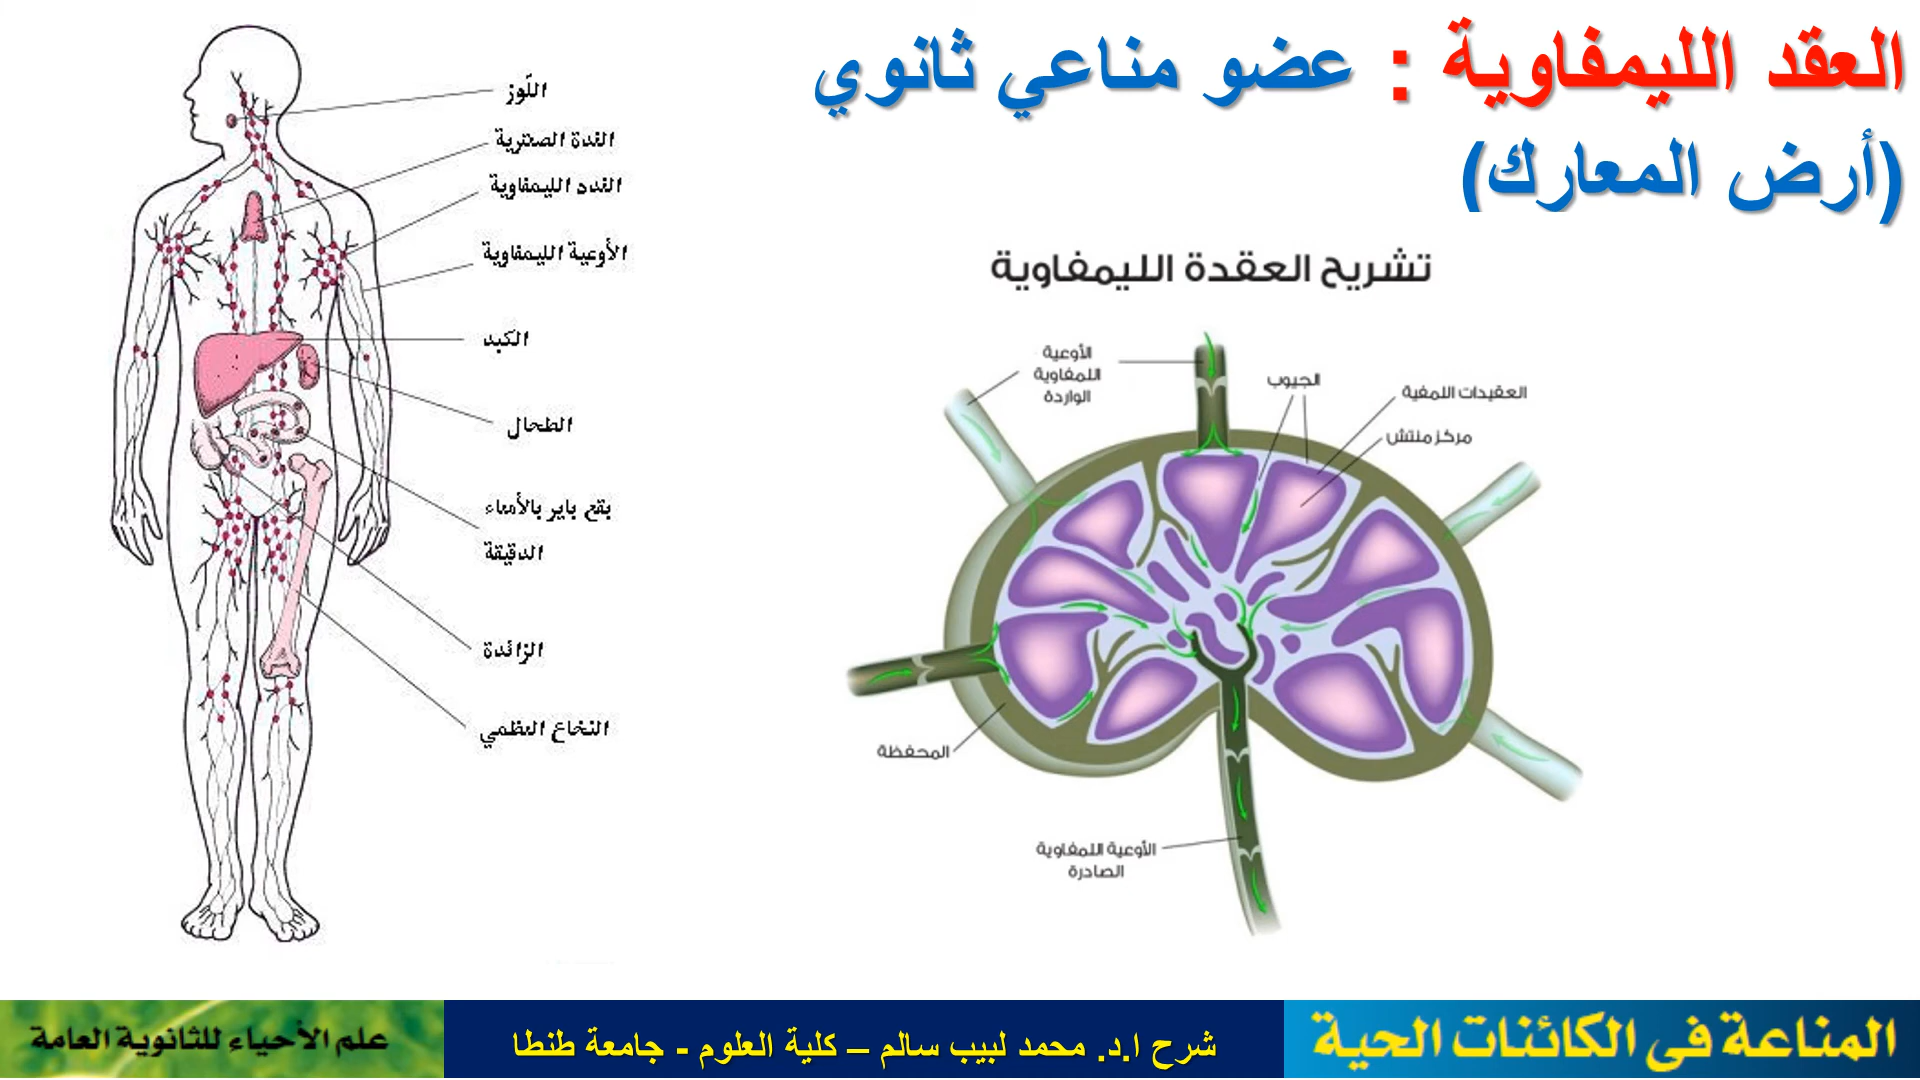 العقد الليمفاوية : عضو مناعي ثانوي
(أرض المعارك)
اللّوز
الغدة الصعترية
الغدد الليمفاوية
الأوعية الليمفاوية
الكبد
الطحال
بقع باير بالأمعاء
الدقيقة
الزائدة
النخاع العظمي
تشريح العقدة الليمفاوية
الأوعية
اللمفاوية
الواردة
الجيوب
العقيدات اللمفية
مركز منتش
المحفظة
الأوعية اللمفاوية
الصادرة
المناعة فى الكائنات الحية
شرح ا.د. محمد لبيب سالم – كلية العلوم - جامعة طنطا
علم الأحياء للثانوية العامة